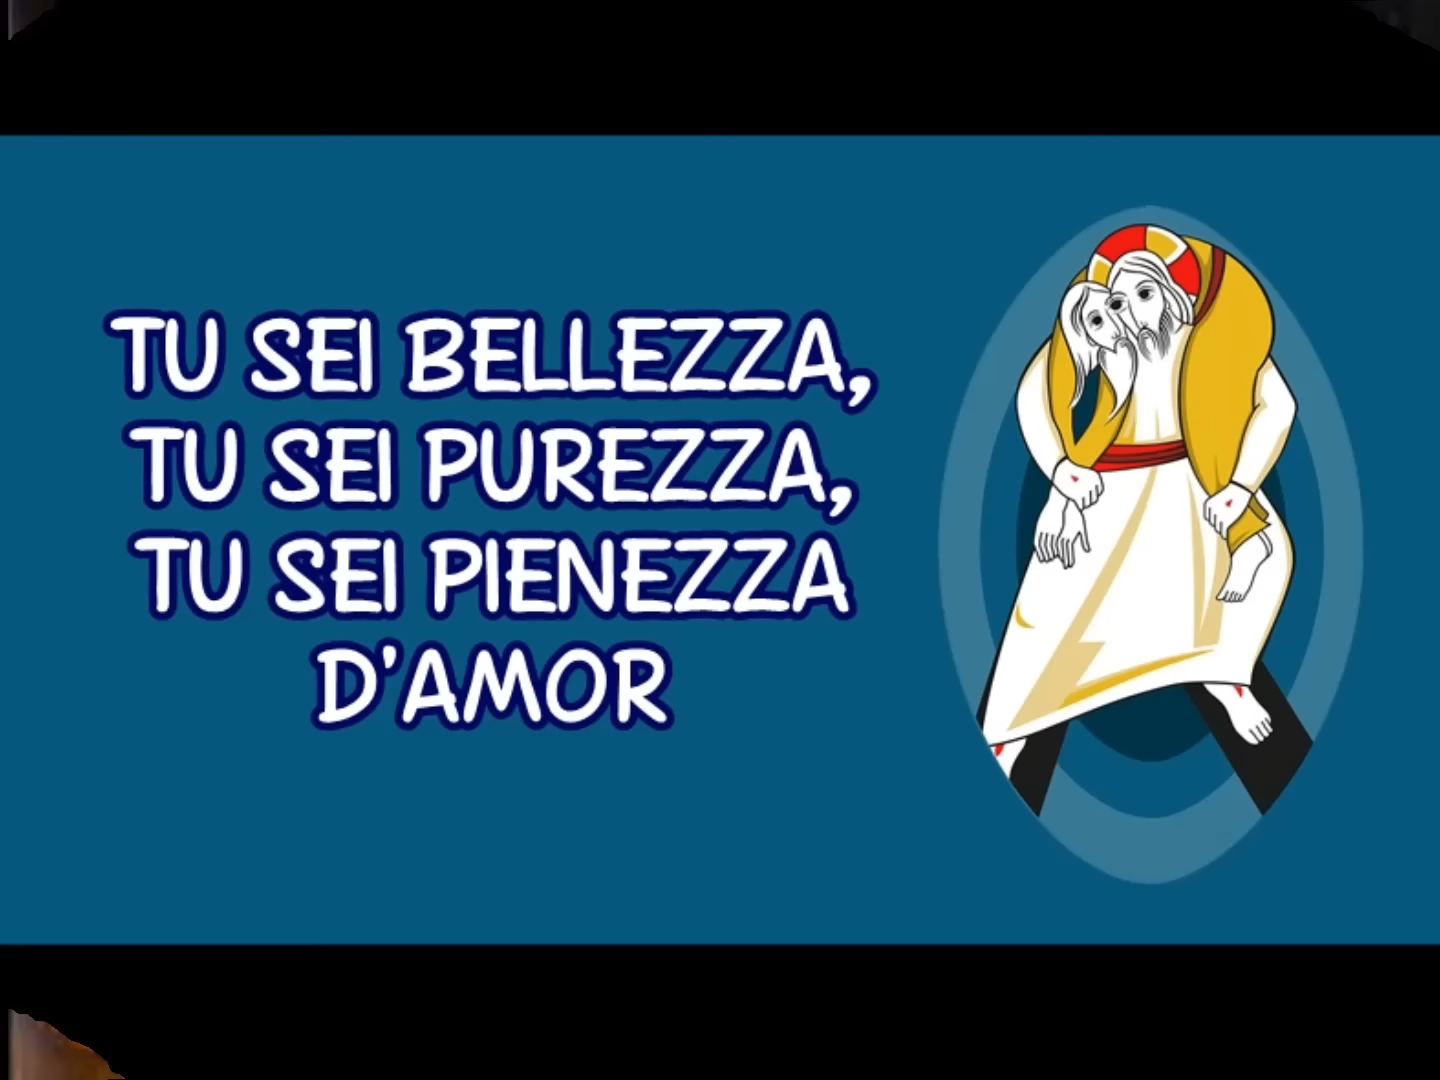 TU SEI BELLEZZA,
TU SEI PUREZZA,
TU SEI PIENEZZA
D'AMOR